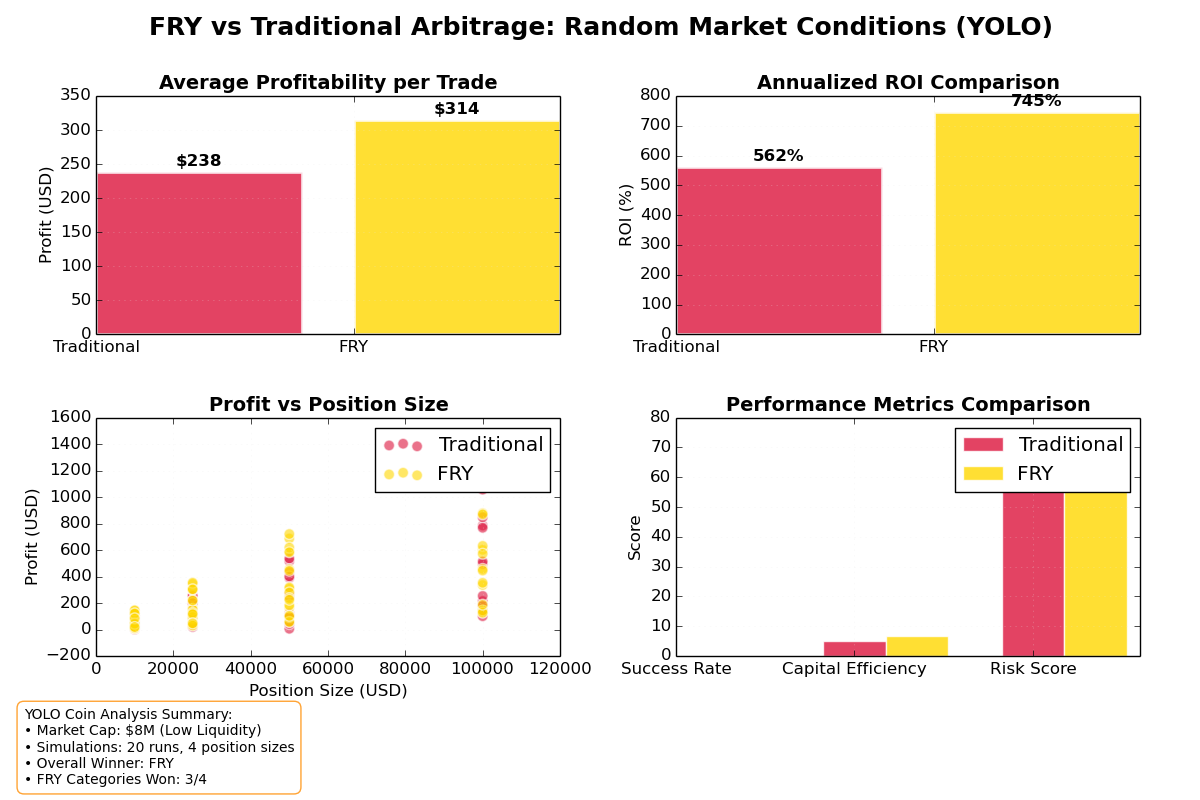 FRY vs Traditional Arbitrage: Random Market Conditions (YOLO)
Average Profitability per Trade
350
300
250
200
150
100
50
0
Profit (USD)
$238
$314
Traditional
FRY
Annualized ROI Comparison
800
700
600
500
400
300
200
100
0
ROI (%)
562%
745%
Traditional
FRY
Profit vs Position Size
1600
1400
1200
1000
800
600
400
200
0
−200
Profit (USD)
Traditional
FRY
0
20000
40000
60000
80000
100000
120000
Position Size (USD)
Performance Metrics Comparison
80
70
60
50
40
30
20
10
0
Score
Traditional
FRY
Success Rate
Capital Efficiency
Risk Score
YOLO Coin Analysis Summary:
• Market Cap: $8M (Low Liquidity)
• Simulations: 20 runs, 4 position sizes
• Overall Winner: FRY
• FRY Categories Won: 3/4